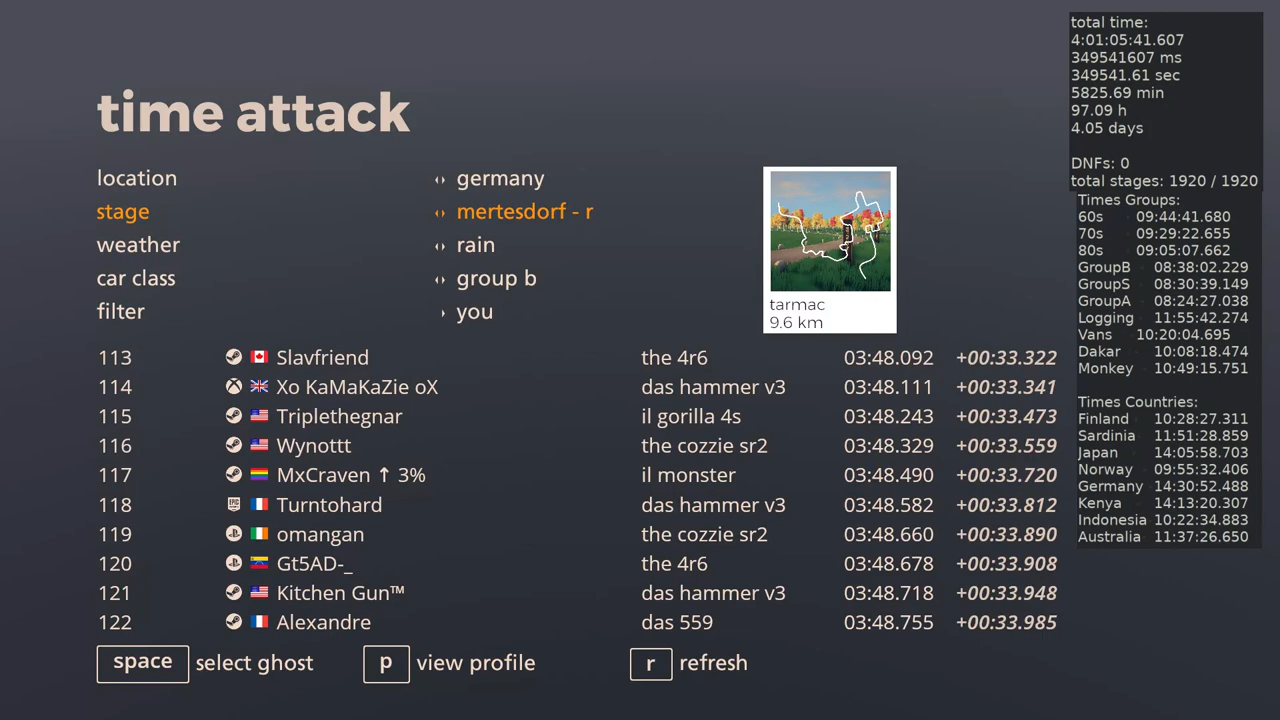 time attack
location germany
stage mertesdorf - r
weather rain
car class group b
filter you
tarmac
9.6 km
113 Slavfriend the 4r6 03:48.092 +00:33.322
114 Xo KaMaKaZie oX das hammer v3 03:48.111 +00:33.341
115 Triplethegnar il gorilla 4s 03:48.243 +00:33.473
116 Wynottt the cozzie sr2 03:48.329 +00:33.559
117 MxCraven ↑ 3% il monster 03:48.490 +00:33.720
118 Turntohard das hammer v3 03:48.582 +00:33.812
119 omangan the cozzie sr2 03:48.660 +00:33.890
120 Gt5AD-_ the 4r6 03:48.678 +00:33.908
121 Kitchen Gun™ das hammer v3 03:48.718 +00:33.948
122 Alexandre das 559 03:48.755 +00:33.985
space select ghost p view profile r refresh
total time:
4:01:05:41.607
349541607 ms
349541.61 sec
5825.69 min
97.09 h
4.05 days
DNFs: 0
total stages: 1920 / 1920
Times Groups:
60s 09:44:41.680
70s 09:29:22.655
80s 09:05:07.662
GroupB 08:38:02.229
GroupS 08:30:39.149
GroupA 08:24:27.038
Logging 11:55:42.274
Vans 10:20:04.695
Dakar 10:08:18.474
Monkey 10:49:15.751
Times Countries:
Finland 10:28:27.311
Sardinia 11:51:28.859
Japan 14:05:58.703
Norway 09:55:32.406
Germany 14:30:52.488
Kenya 14:13:20.307
Indonesia 10:22:34.883
Australia 11:37:26.650